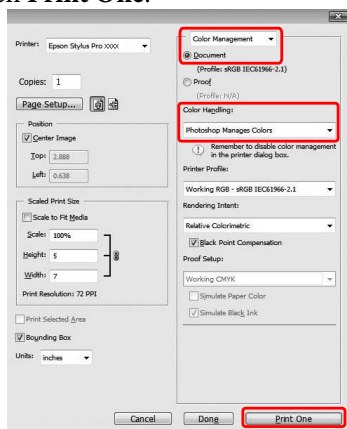 Print One.
Printer: Epson Stylus Pro XXXX
Copies: 1
Page Setup...
Position
Center Image
Top: 2.888
Left: 0.638
Scaled Print Size
Scale to Fit Media
Scale: 100%
Height: 5
Width: 7
Print Resolution: 72 PPI
Print Selected Area
Bounding Box
Units: inches
Color Management
Document
(Profile: sRGB IEC61966-2.1)
Proof
(Profile: N/A)
Color Handling:
Photoshop Manages Colors
Remember to disable color management
in the printer dialog box.
Printer Profile:
Working RGB - sRGB IEC61966-2.1
Rendering Intent:
Relative Colorimetric
Black Point Compensation
Proof Setup:
Working CMYK
Simulate Paper Color
Simulate Black Ink
Cancel
Done
Print One